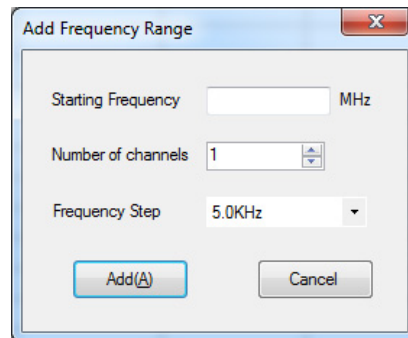 Add Frequency Range
Starting Frequency MHz
Number of channels 1
Frequency Step 5.0KHz
Add(A) Cancel